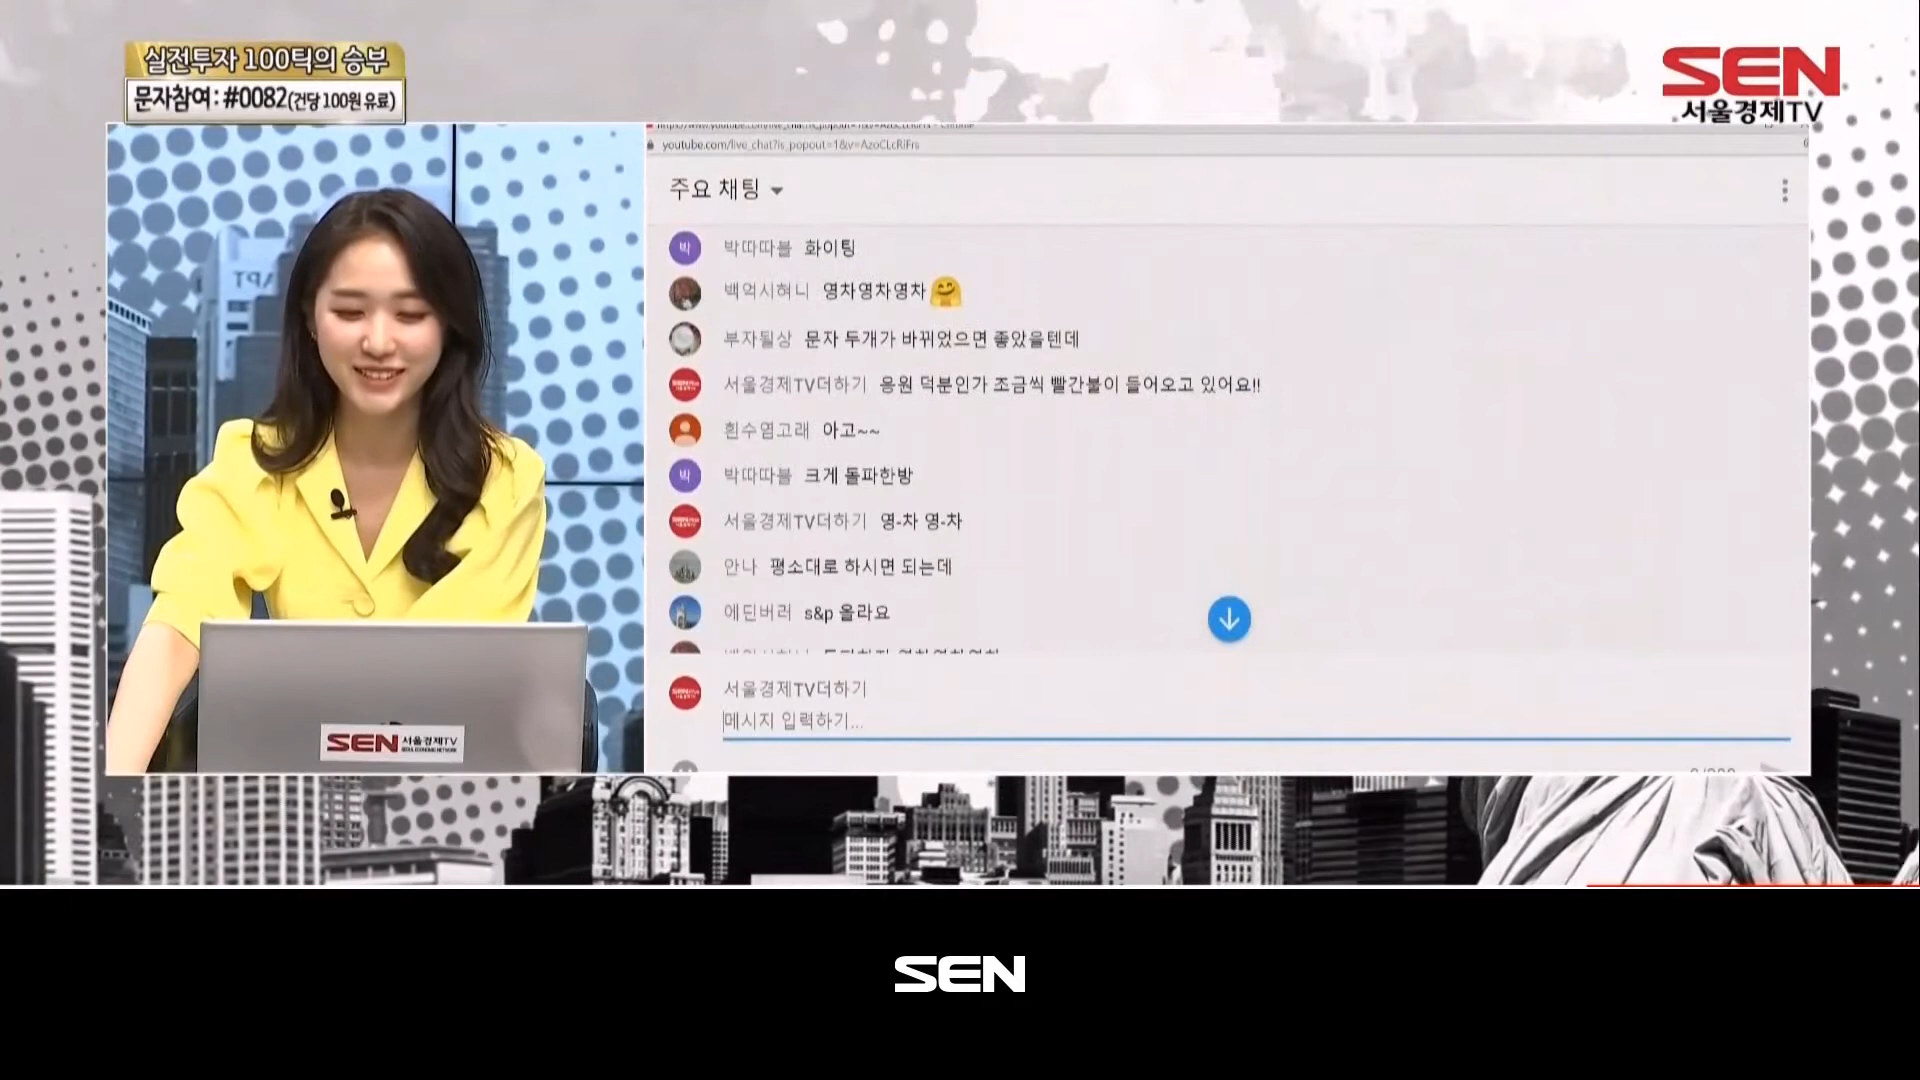 실전투자 100틱의 승부
문자참여 : #0082(건당 100원 유료)
SEN
서울경제TV
youtube.com/live_chat?is_popout=1&v=AzoCLcRiFrs
주요 채팅
박 박따따블 화이팅
백억시혀니 영차영차영차🤗
부자될상 문자 두개가 바뀌었으면 좋았을텐데
서울경제TV더하기 응원 덕분인가 조금씩 빨간불이 들어오고 있어요!!
흰수염고래 아고~~
박 박따따블 크게 돌파한방
서울경제TV더하기 영-차 영-차
안나 평소대로 하시면 되는데
에딘버러 s&p 올라요
서울경제TV더하기
메시지 입력하기...
SEN 서울경제TV
SEN